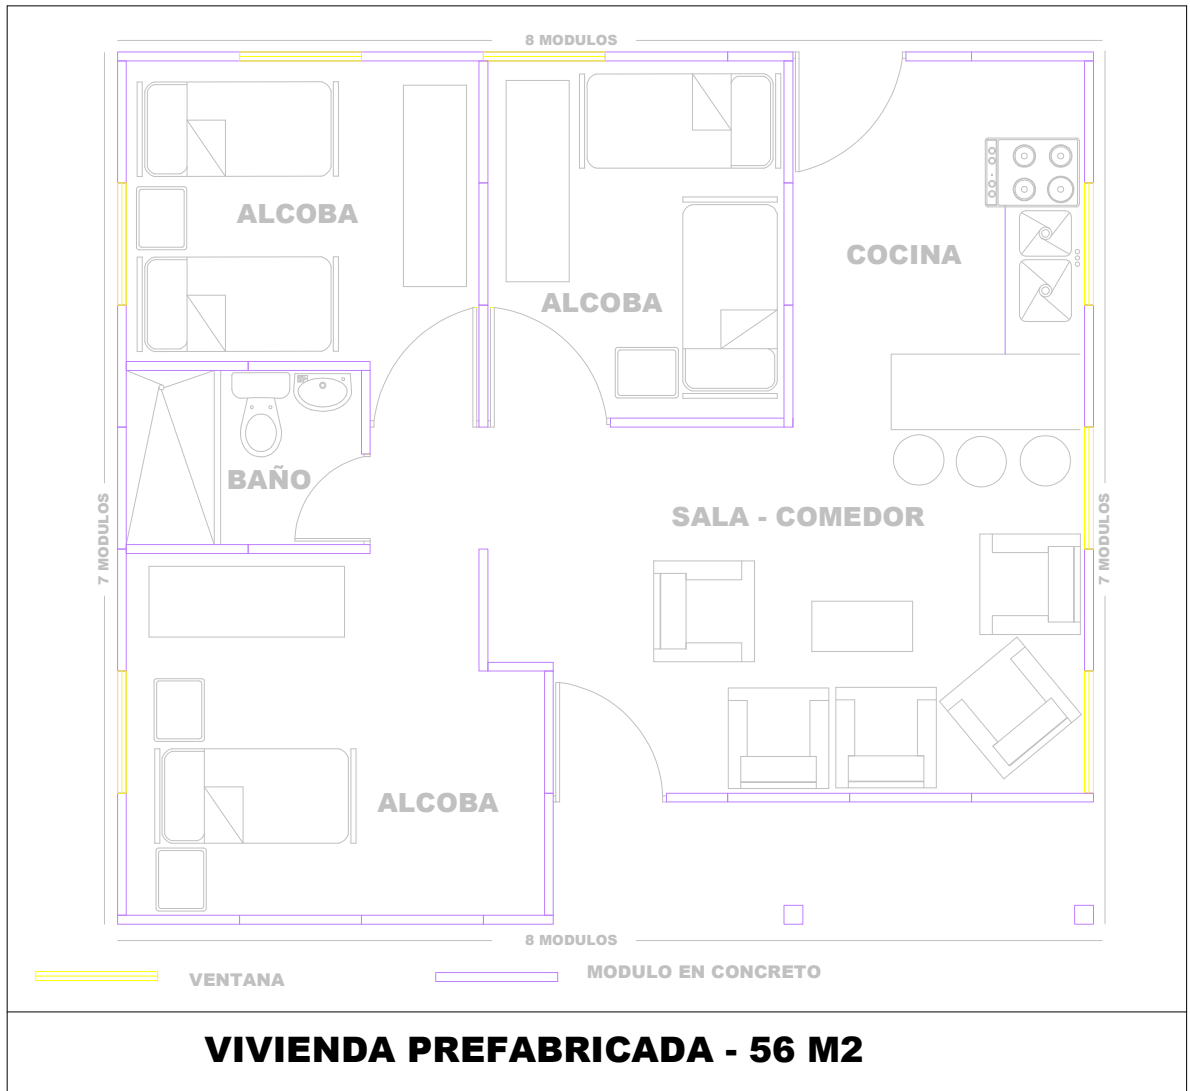 8 MODULOS
ALCOBA
COCINA
ALCOBA
BAÑO
SALA - COMEDOR
7 MODULOS
7 MODULOS
ALCOBA
8 MODULOS
VENTANA
MODULO EN CONCRETO
VIVIENDA PREFABRICADA - 56 M2